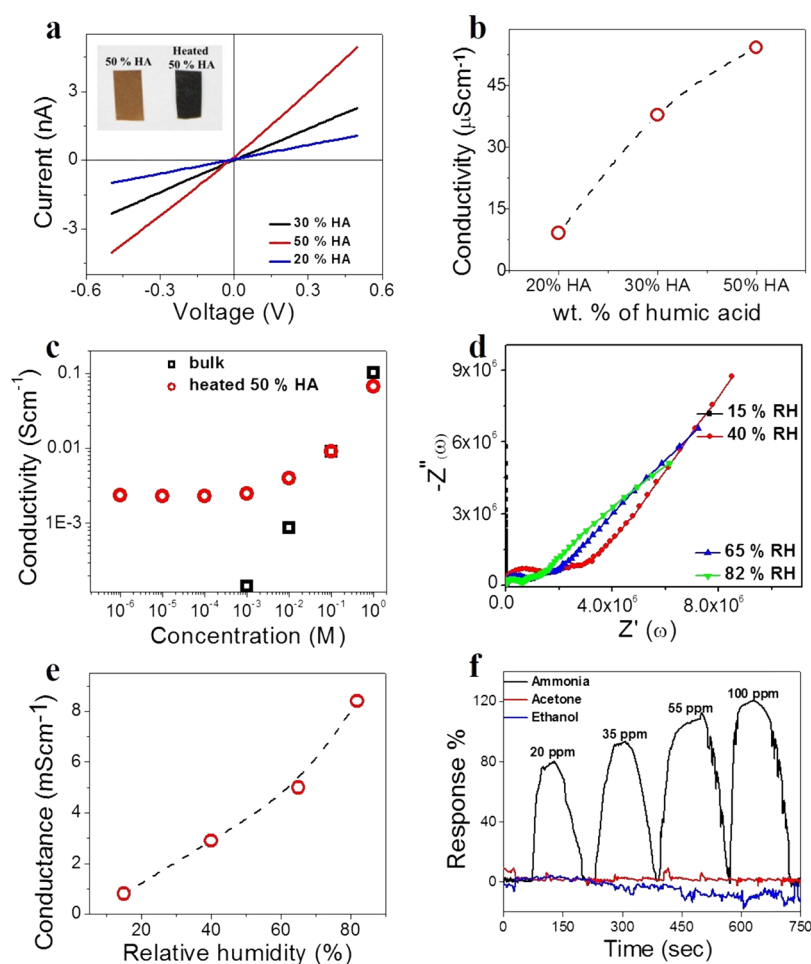 a
50 % HA
Heated
50 % HA
Current (nA)
3
0
-3
30 % HA
50 % HA
20 % HA
-0.6
-0.3
0.0
0.3
0.6
Voltage (V)
b
Conductivity (μScm⁻¹)
45
30
15
0
20% HA
30% HA
50% HA
wt. % of humic acid
c
bulk
heated 50 % HA
Conductivity (Scm⁻¹)
0.1
0.01
1E-3
10⁻⁶
10⁻⁵
10⁻⁴
10⁻³
10⁻²
10⁻¹
10⁰
Concentration (M)
d
-Z''(ω)
9x10⁶
6x10⁶
3x10⁶
0
15 % RH
40 % RH
65 % RH
82 % RH
0.0
4.0x10⁶
8.0x10⁶
Z' (ω)
e
Conductance (mScm⁻¹)
8
6
4
2
0
20
40
60
80
Relative humidity (%)
f
Ammonia
Acetone
Ethanol
20 ppm
35 ppm
55 ppm
100 ppm
Response %
120
80
40
0
0
150
300
450
600
750
Time (sec)